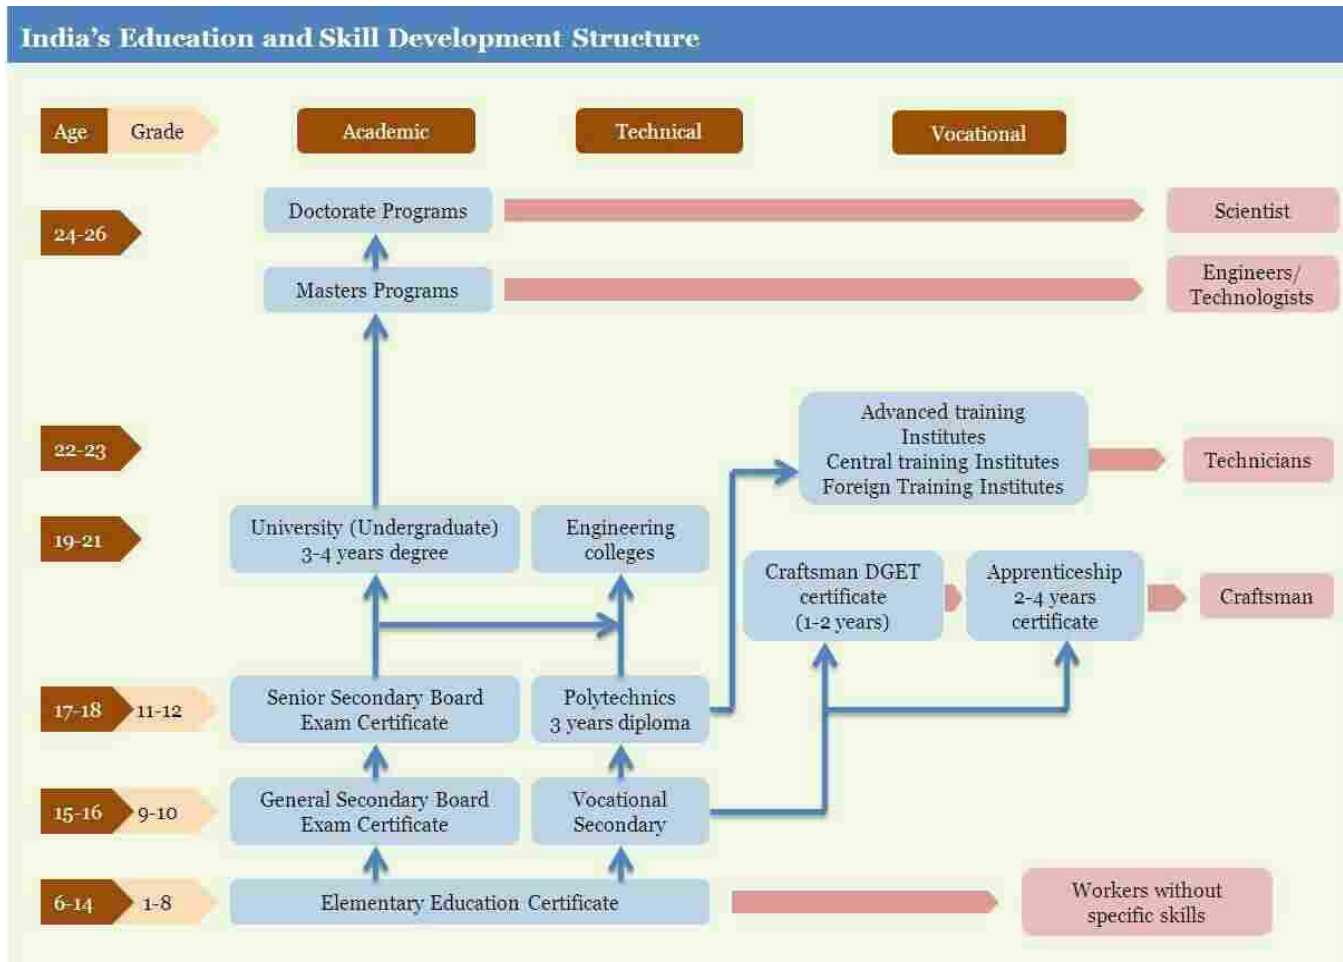 India's Education and Skill Development Structure
Age
Grade
Academic
Technical
Vocational
24-26
Doctorate Programs
Scientist
Masters Programs
Engineers/
Technologists
22-23
Advanced training
Institutes
Central training Institutes
Foreign Training Institutes
Technicians
19-21
University (Undergraduate)
3-4 years degree
Engineering
colleges
Craftsman DGET
certificate
(1-2 years)
Apprenticeship
2-4 years
certificate
Craftsman
17-18
11-12
Senior Secondary Board
Exam Certificate
Polytechnics
3 years diploma
15-16
9-10
General Secondary Board
Exam Certificate
Vocational
Secondary
6-14
1-8
Elementary Education Certificate
Workers without
specific skills